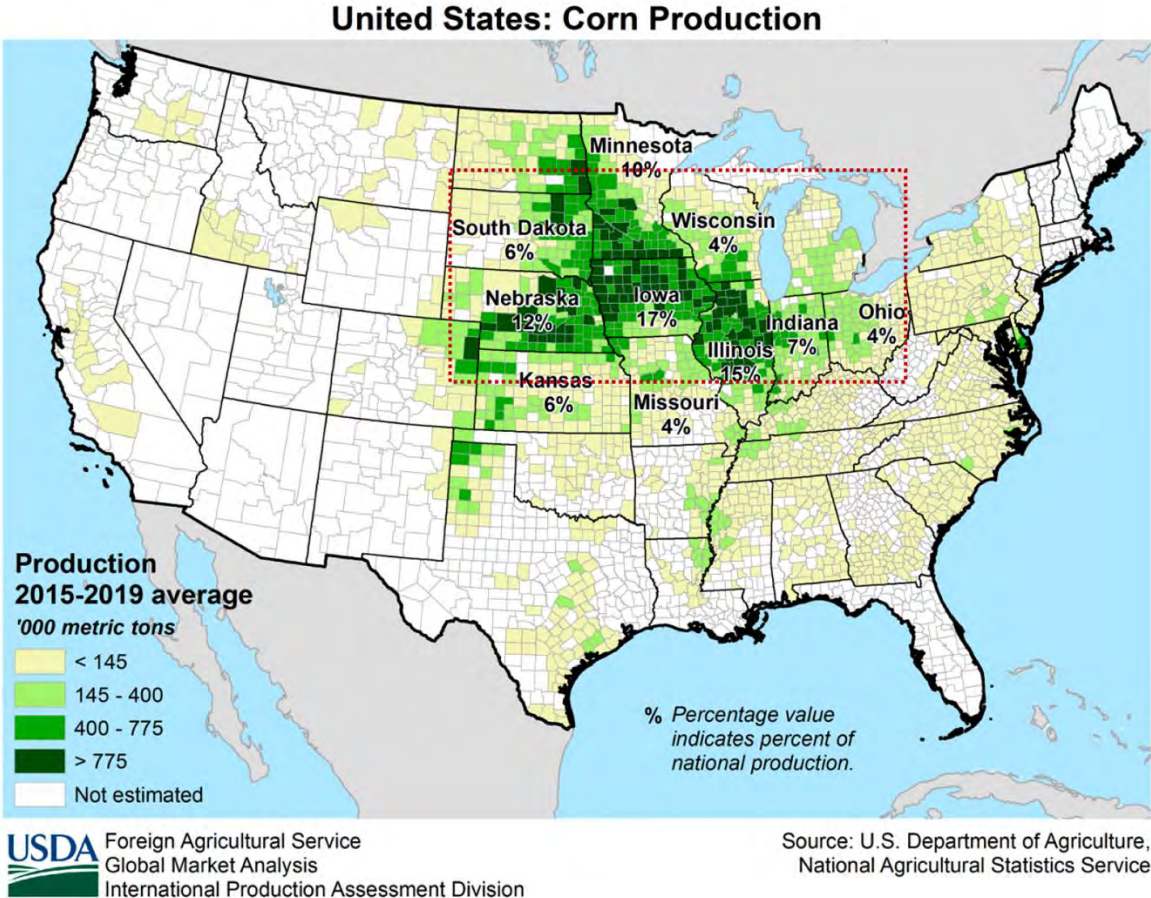 United States: Corn Production
Minnesota
10%
South Dakota
6%
Wisconsin
4%
Nebraska
12%
Iowa
17%
Illinois
15%
Indiana
7%
Ohio
4%
Kansas
6%
Missouri
4%
Production
2015-2019 average
'000 metric tons
< 145
145 - 400
400 - 775
> 775
Not estimated
% Percentage value
indicates percent of
national production.
USDA
Foreign Agricultural Service
Global Market Analysis
International Production Assessment Division
Source: U.S. Department of Agriculture,
National Agricultural Statistics Service